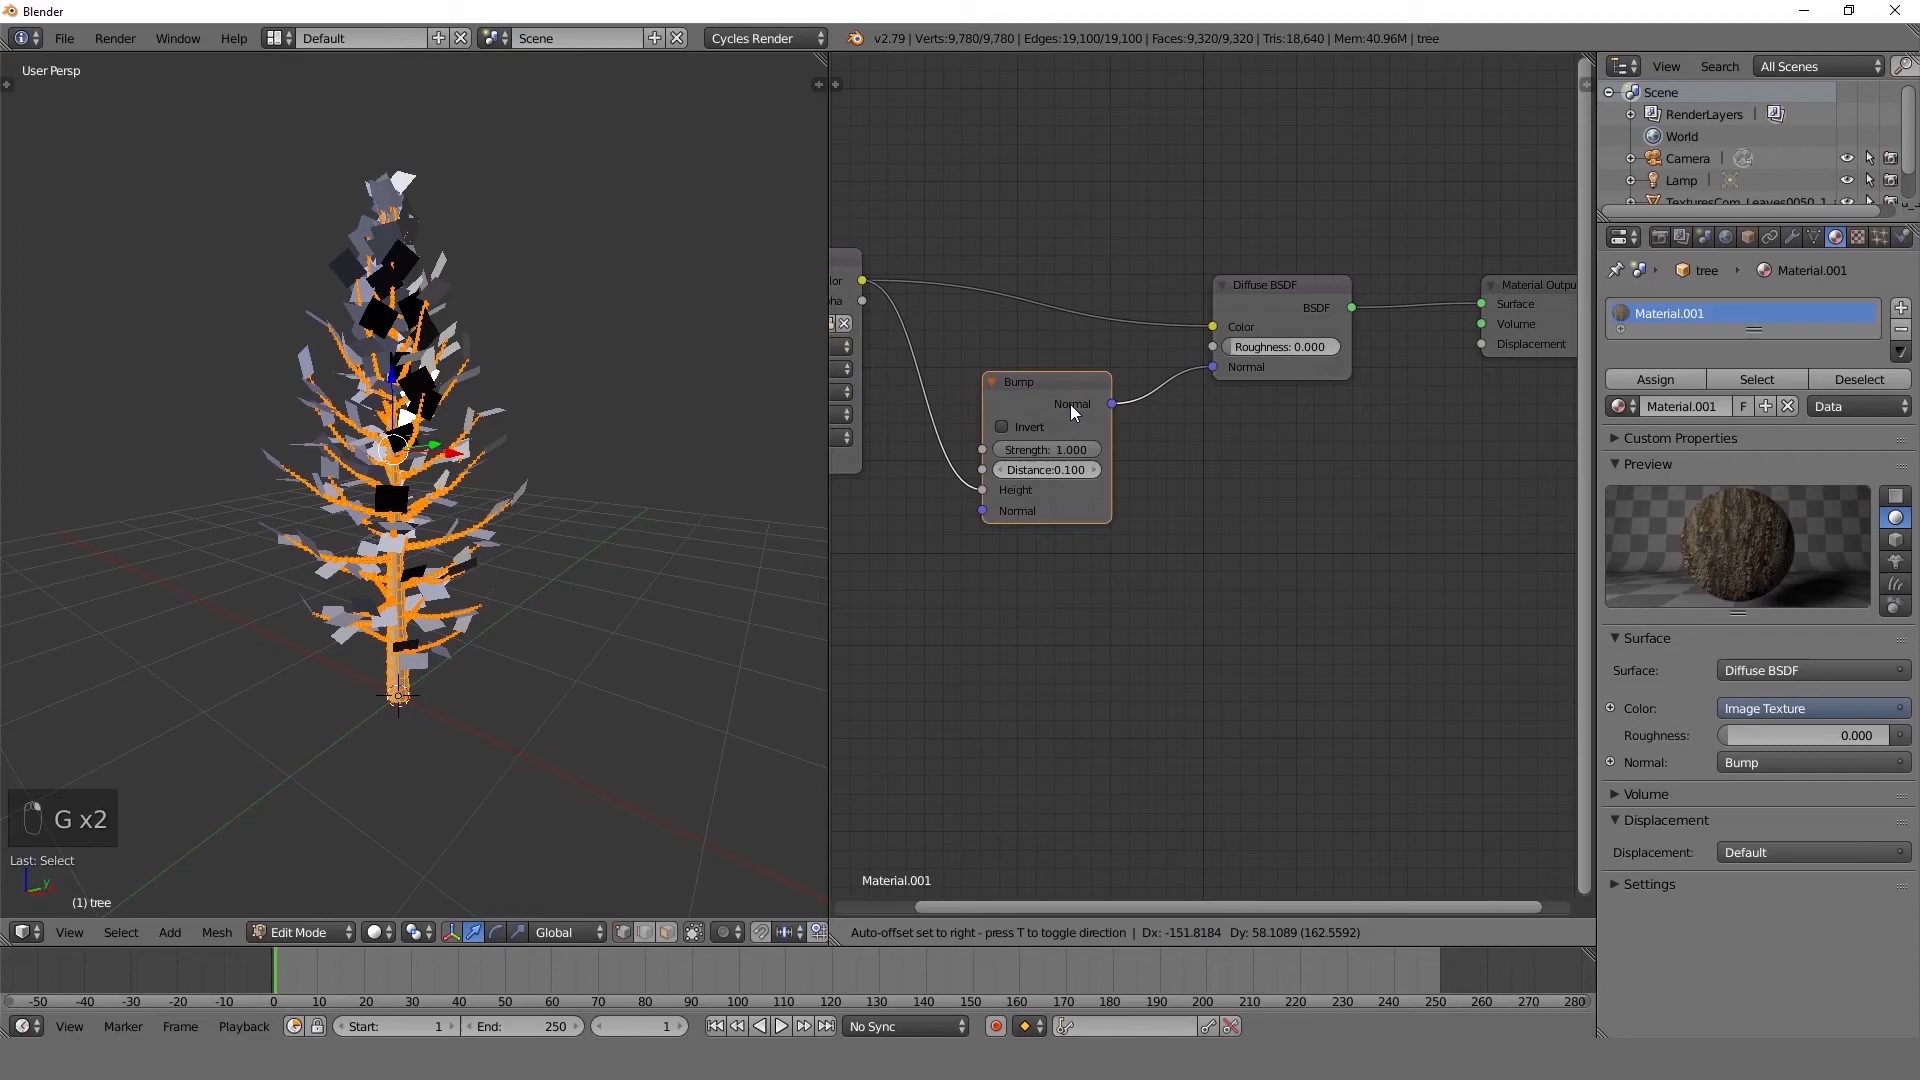 Blender
File Render Window Help Default Scene Cycles Render v2.79 | Verts:9,780/9,780 | Edges:19,100/19,100 | Faces:9,320/9,320 | Tris:18,640 | Mem:40.96M | tree
User Persp
G x2
Last: Select
y
(1) tree
View Select Add Mesh Edit Mode Global
lor
ha
Bump
Normal
Invert
Strength: 1.000
Distance:0.100
Height
Normal
Diffuse BSDF
BSDF
Color
Roughness: 0.000
Normal
Material Outpu
Surface
Volume
Displacement
Material.001
Auto-offset set to right - press T to toggle direction | Dx: -151.8184 Dy: 58.1089 (162.5592)
View Search All Scenes
Scene
RenderLayers |
World
Camera |
Lamp |
TexturesCom_Leaves0050_1
tree Material.001
Material.001
Assign Select Deselect
Material.001 F Data
Custom Properties
Preview
Surface
Surface: Diffuse BSDF
Color: Image Texture
Roughness: 0.000
Normal: Bump
Volume
Displacement
Displacement: Default
Settings
-50 -40 -30 -20 -10 0 10 20 30 40 50 60 70 80 90 100 110 120 130 140 150 160 170 180 190 200 210 220 230 240 250 260 270 280
View Marker Frame Playback Start: 1 End: 250 1 No Sync